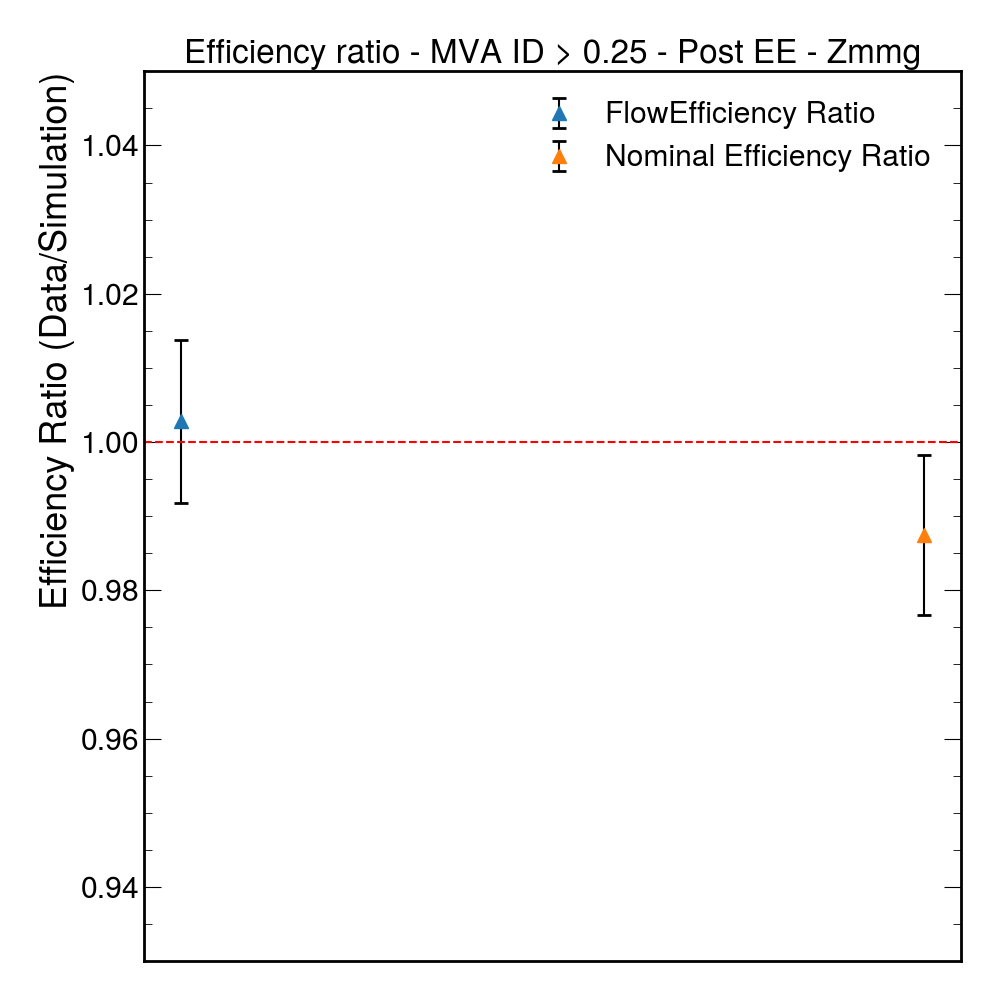 Efficiency ratio - MVA ID > 0.25 - Post EE - Zmmg
Efficiency Ratio (Data/Simulation)
FlowEfficiency Ratio
Nominal Efficiency Ratio
1.04
1.02
1.00
0.98
0.96
0.94